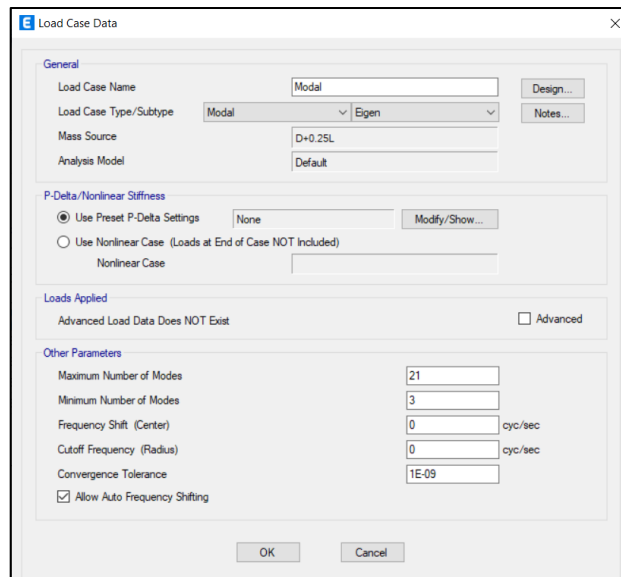 E Load Case Data
General
Load Case Name Modal Design...
Load Case Type/Subtype Modal Eigen Notes...
Mass Source D+0.25L
Analysis Model Default
P-Delta/Nonlinear Stiffness
Use Preset P-Delta Settings None Modify/Show...
Use Nonlinear Case (Loads at End of Case NOT Included)
Nonlinear Case
Loads Applied
Advanced Load Data Does NOT Exist Advanced
Other Parameters
Maximum Number of Modes 21
Minimum Number of Modes 3
Frequency Shift (Center) 0 cyc/sec
Cutoff Frequency (Radius) 0 cyc/sec
Convergence Tolerance 1E-09
Allow Auto Frequency Shifting
OK Cancel